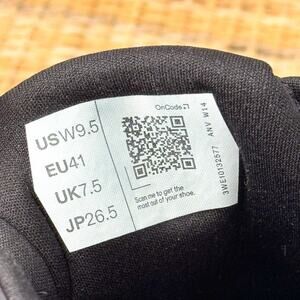 USW9.5
EU41
UK7.5
JP26.5
OnCode
Scan me to get the
most out of your shoe.
3WE10132577 ANV W14